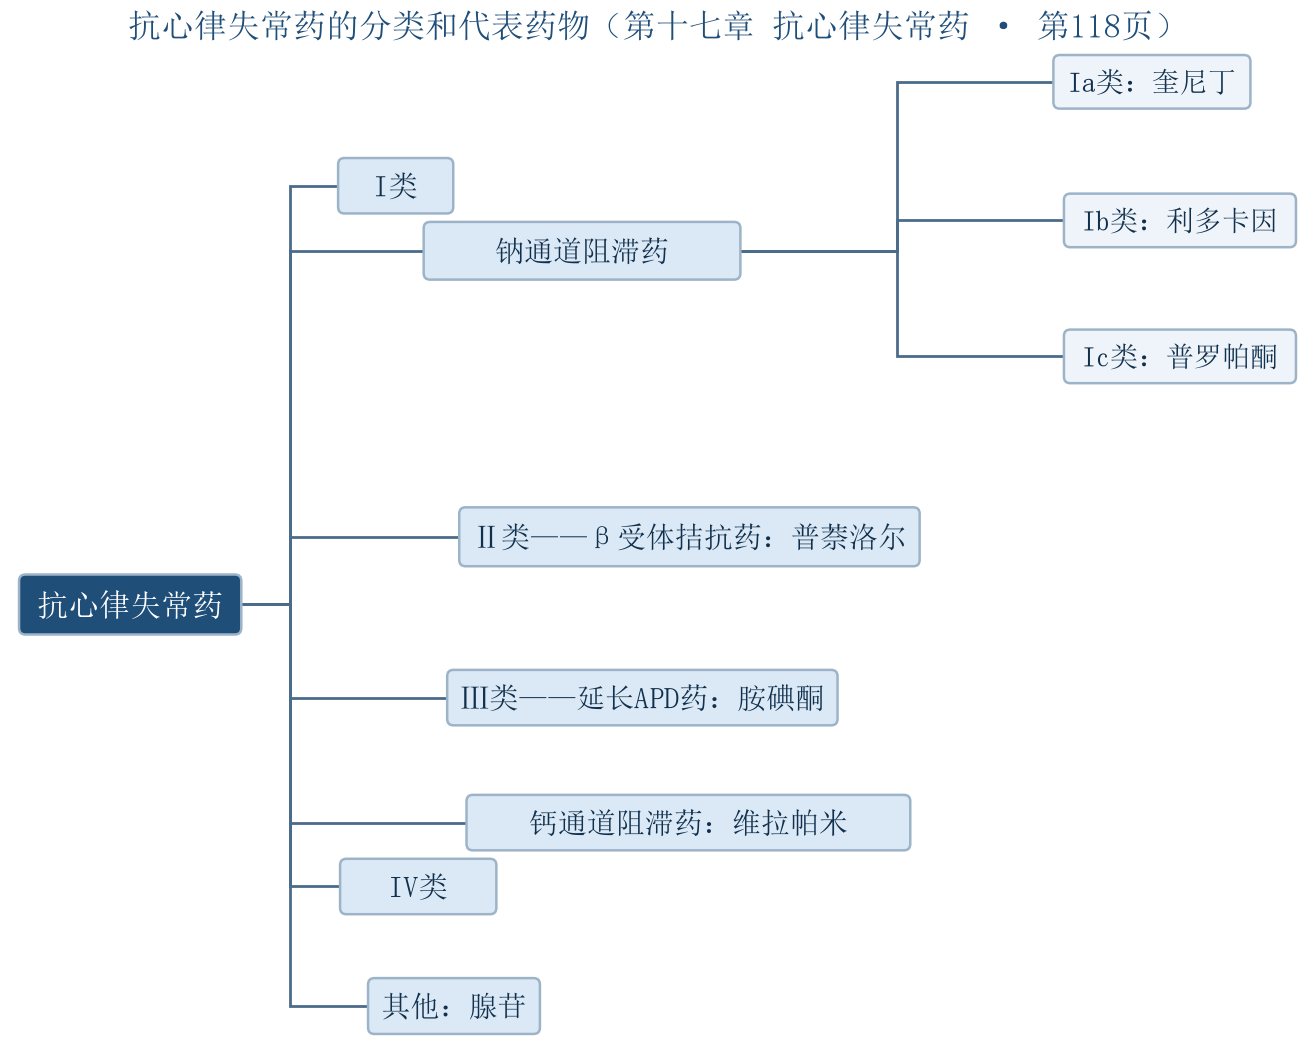 抗心律失常药的分类和代表药物（第十七章 抗心律失常药 • 第118页）
Ia类：奎尼丁
I类
Ib类：利多卡因
钠通道阻滞药
Ic类：普罗帕酮
Ⅱ类——β受体拮抗药：普萘洛尔
抗心律失常药
Ⅲ类——延长APD药：胺碘酮
钙通道阻滞药：维拉帕米
IV类
其他：腺苷